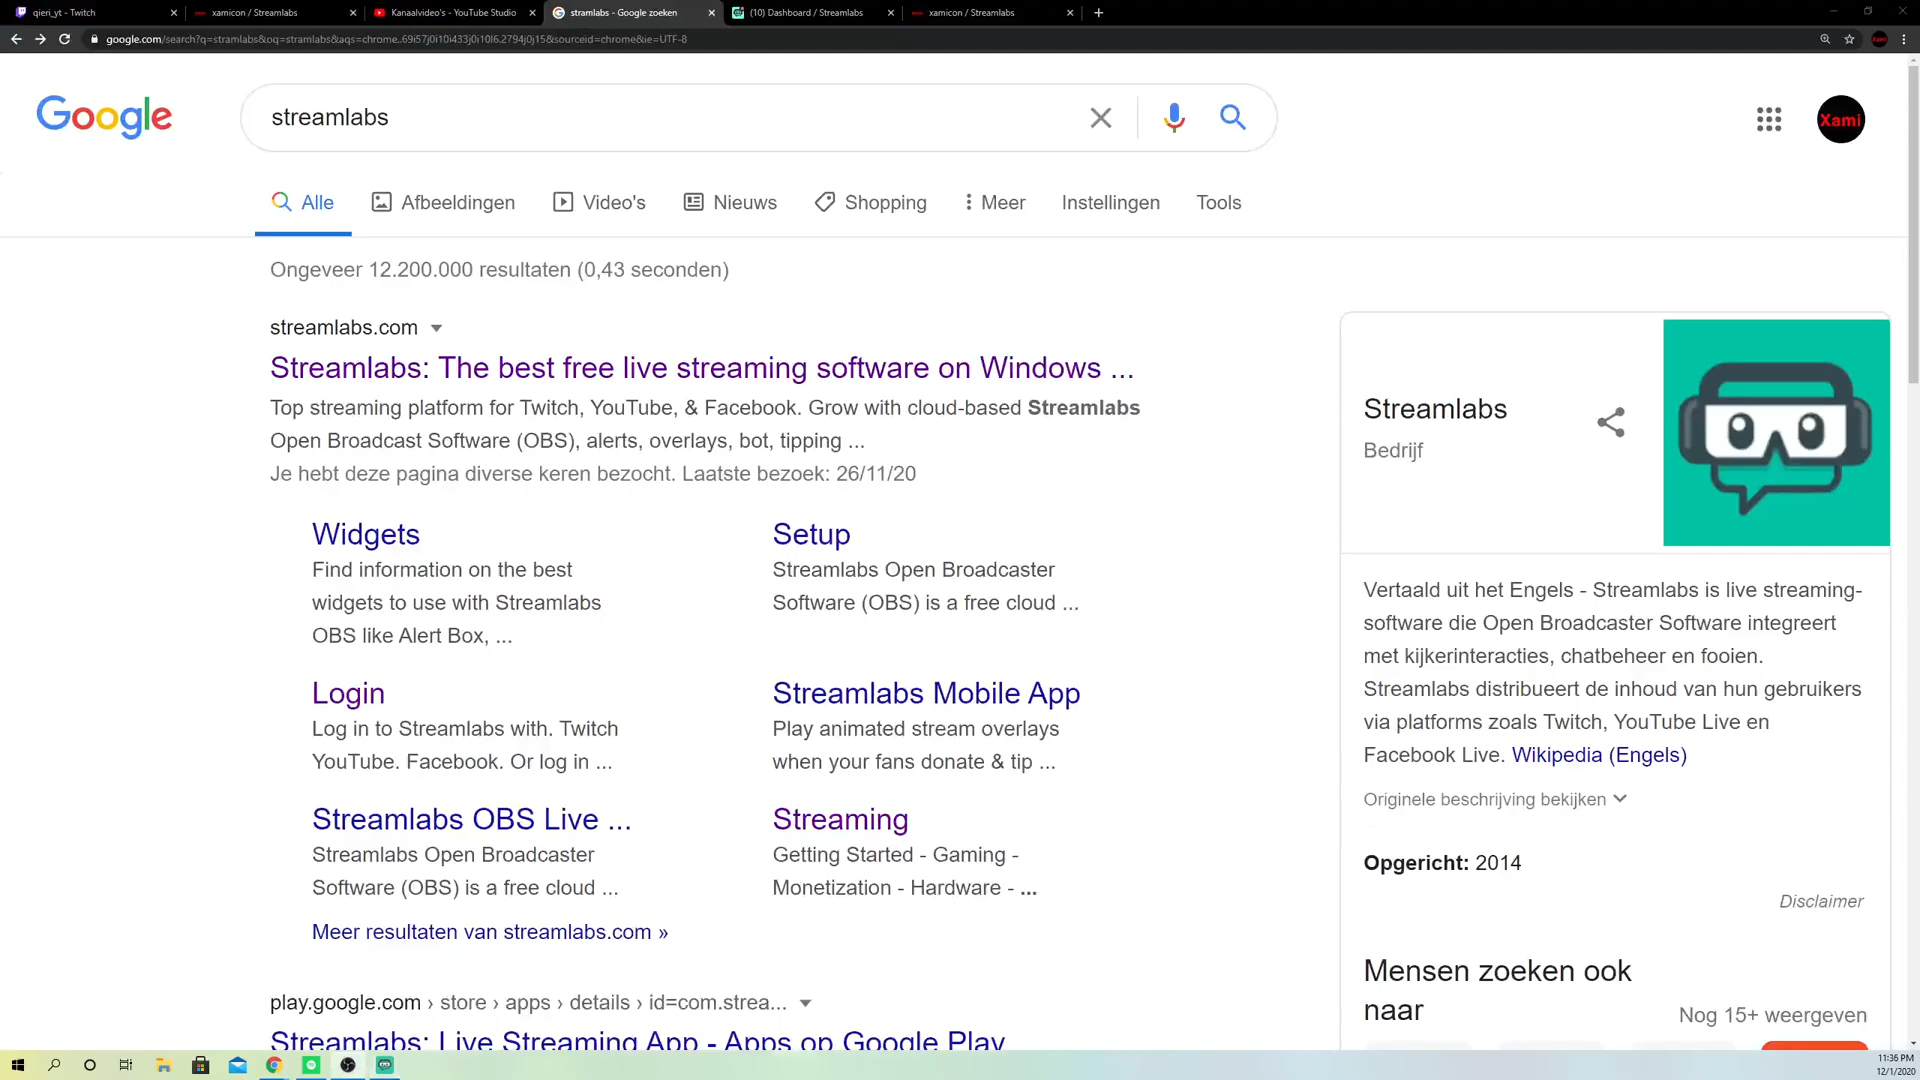 qieri_yt - Twitch
xamicon / Streamlabs
Kanaalvideo's - YouTube Studio
stramlabs - Google zoeken
(10) Dashboard / Streamlabs
xamicon / Streamlabs
google.com/search?q=stramlabs&oq=stramlabs&aqs=chrome..69i57j0i10i433j0i10l6.2794j0j15&sourceid=chrome&ie=UTF-8
Google
streamlabs
Xami
Alle
Afbeeldingen
Video's
Nieuws
Shopping
Meer
Instellingen
Tools
Ongeveer 12.200.000 resultaten (0,43 seconden)
streamlabs.com
Streamlabs: The best free live streaming software on Windows ...
Top streaming platform for Twitch, YouTube, & Facebook. Grow with cloud-based Streamlabs
Open Broadcast Software (OBS), alerts, overlays, bot, tipping ...
Je hebt deze pagina diverse keren bezocht. Laatste bezoek: 26/11/20
Widgets
Find information on the best
widgets to use with Streamlabs
OBS like Alert Box, ...
Setup
Streamlabs Open Broadcaster
Software (OBS) is a free cloud ...
Login
Log in to Streamlabs with. Twitch
YouTube. Facebook. Or log in ...
Streamlabs Mobile App
Play animated stream overlays
when your fans donate & tip ...
Streamlabs OBS Live ...
Streamlabs Open Broadcaster
Software (OBS) is a free cloud ...
Streaming
Getting Started - Gaming -
Monetization - Hardware - ...
Meer resultaten van streamlabs.com »
play.google.com › store › apps › details › id=com.strea...
Streamlabs: Live Streaming App - Apps op Google Play
Streamlabs
Bedrijf
Vertaald uit het Engels - Streamlabs is live streaming-
software die Open Broadcaster Software integreert
met kijkerinteracties, chatbeheer en fooien.
Streamlabs distribueert de inhoud van hun gebruikers
via platforms zoals Twitch, YouTube Live en
Facebook Live. Wikipedia (Engels)
Originele beschrijving bekijken
Opgericht: 2014
Disclaimer
Mensen zoeken ook
naar
Nog 15+ weergeven
11:36 PM
12/1/2020